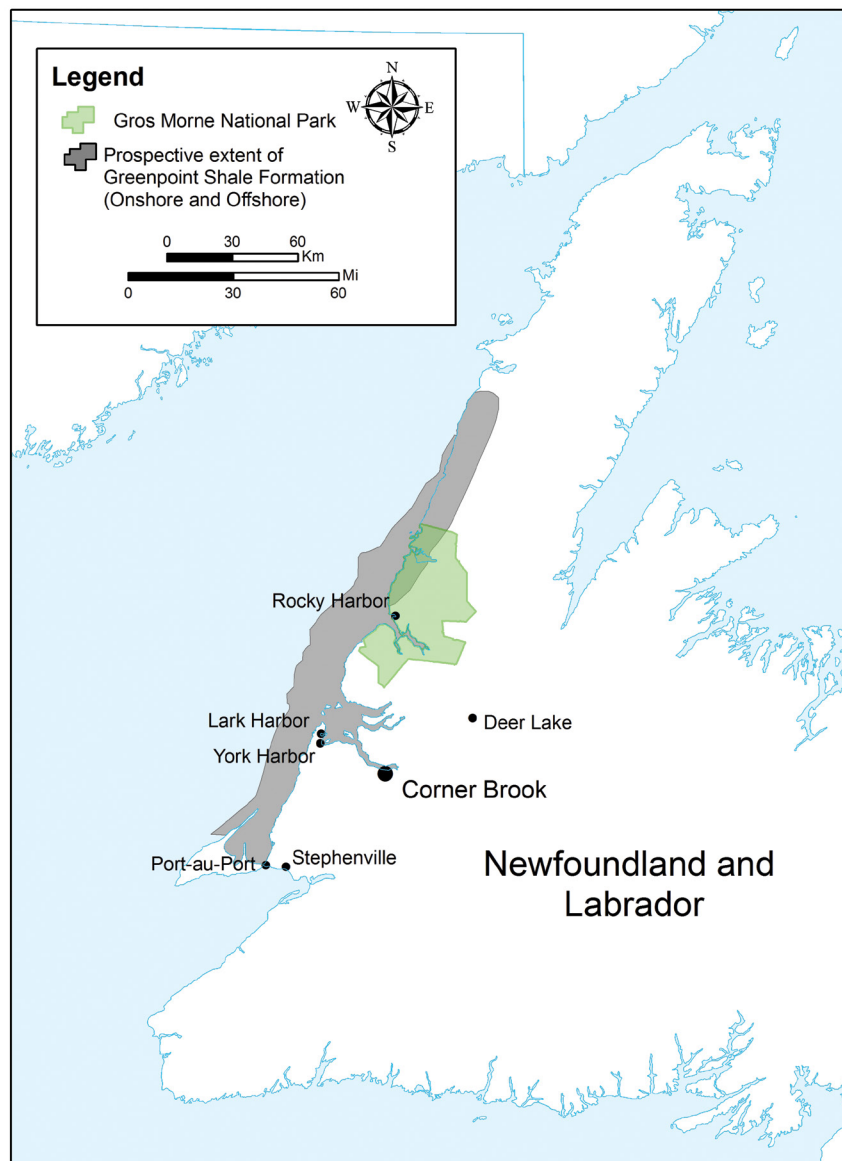 Legend
N
W
E
S
Gros Morne National Park
Prospective extent of
Greenpoint Shale Formation
(Onshore and Offshore)
0 30 60
Km
Mi
0 30 60
Rocky Harbor
Lark Harbor
Deer Lake
York Harbor
Corner Brook
Port-au-Port
Stephenville
Newfoundland and
Labrador